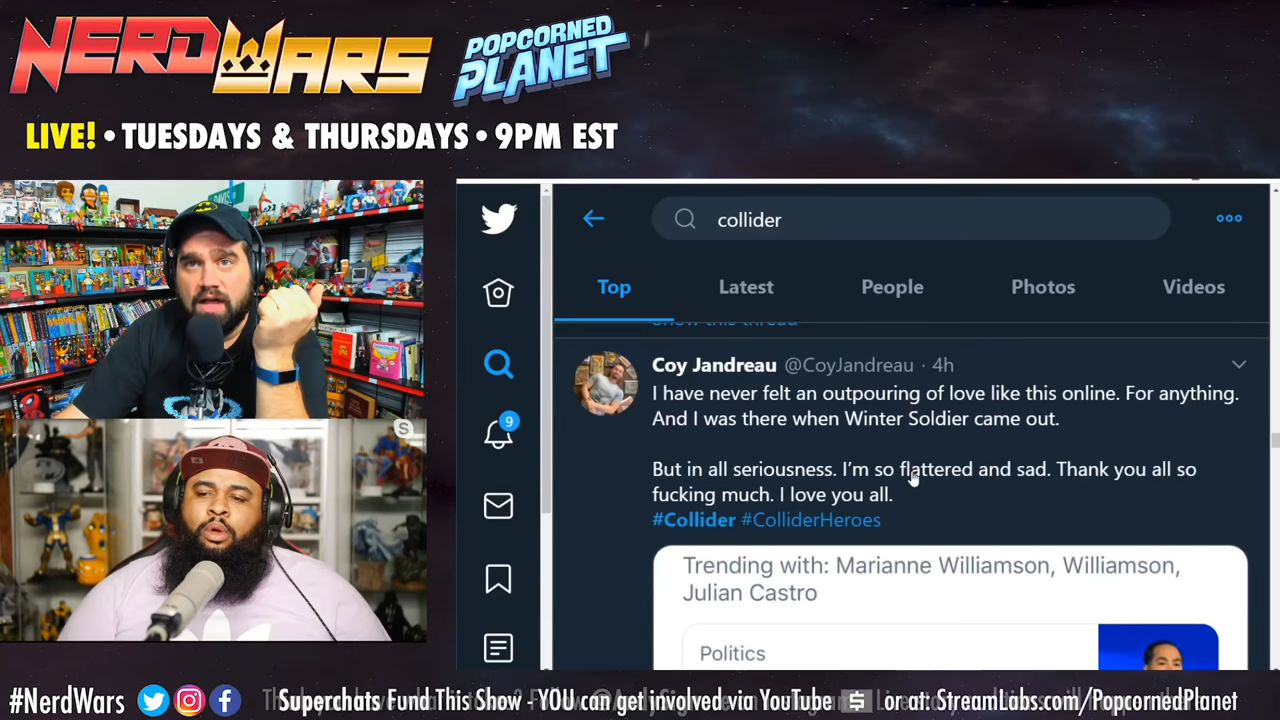 NERDWARS
POPCORNED
PLANET
LIVE! • TUESDAYS & THURSDAYS • 9PM EST
collider
Top Latest People Photos Videos
Show this thread
Coy Jandreau @CoyJandreau · 4h
I have never felt an outpouring of love like this online. For anything.
And I was there when Winter Soldier came out.
But in all seriousness. I'm so flattered and sad. Thank you all so
fucking much. I love you all.
#Collider #ColliderHeroes
9
Trending with: Marianne Williamson, Williamson,
Julian Castro
Politics
#NerdWars
Superchats Fund This Show - YOU can get involved via YouTube $ or at: StreamLabs.com/PopcornedPlanet